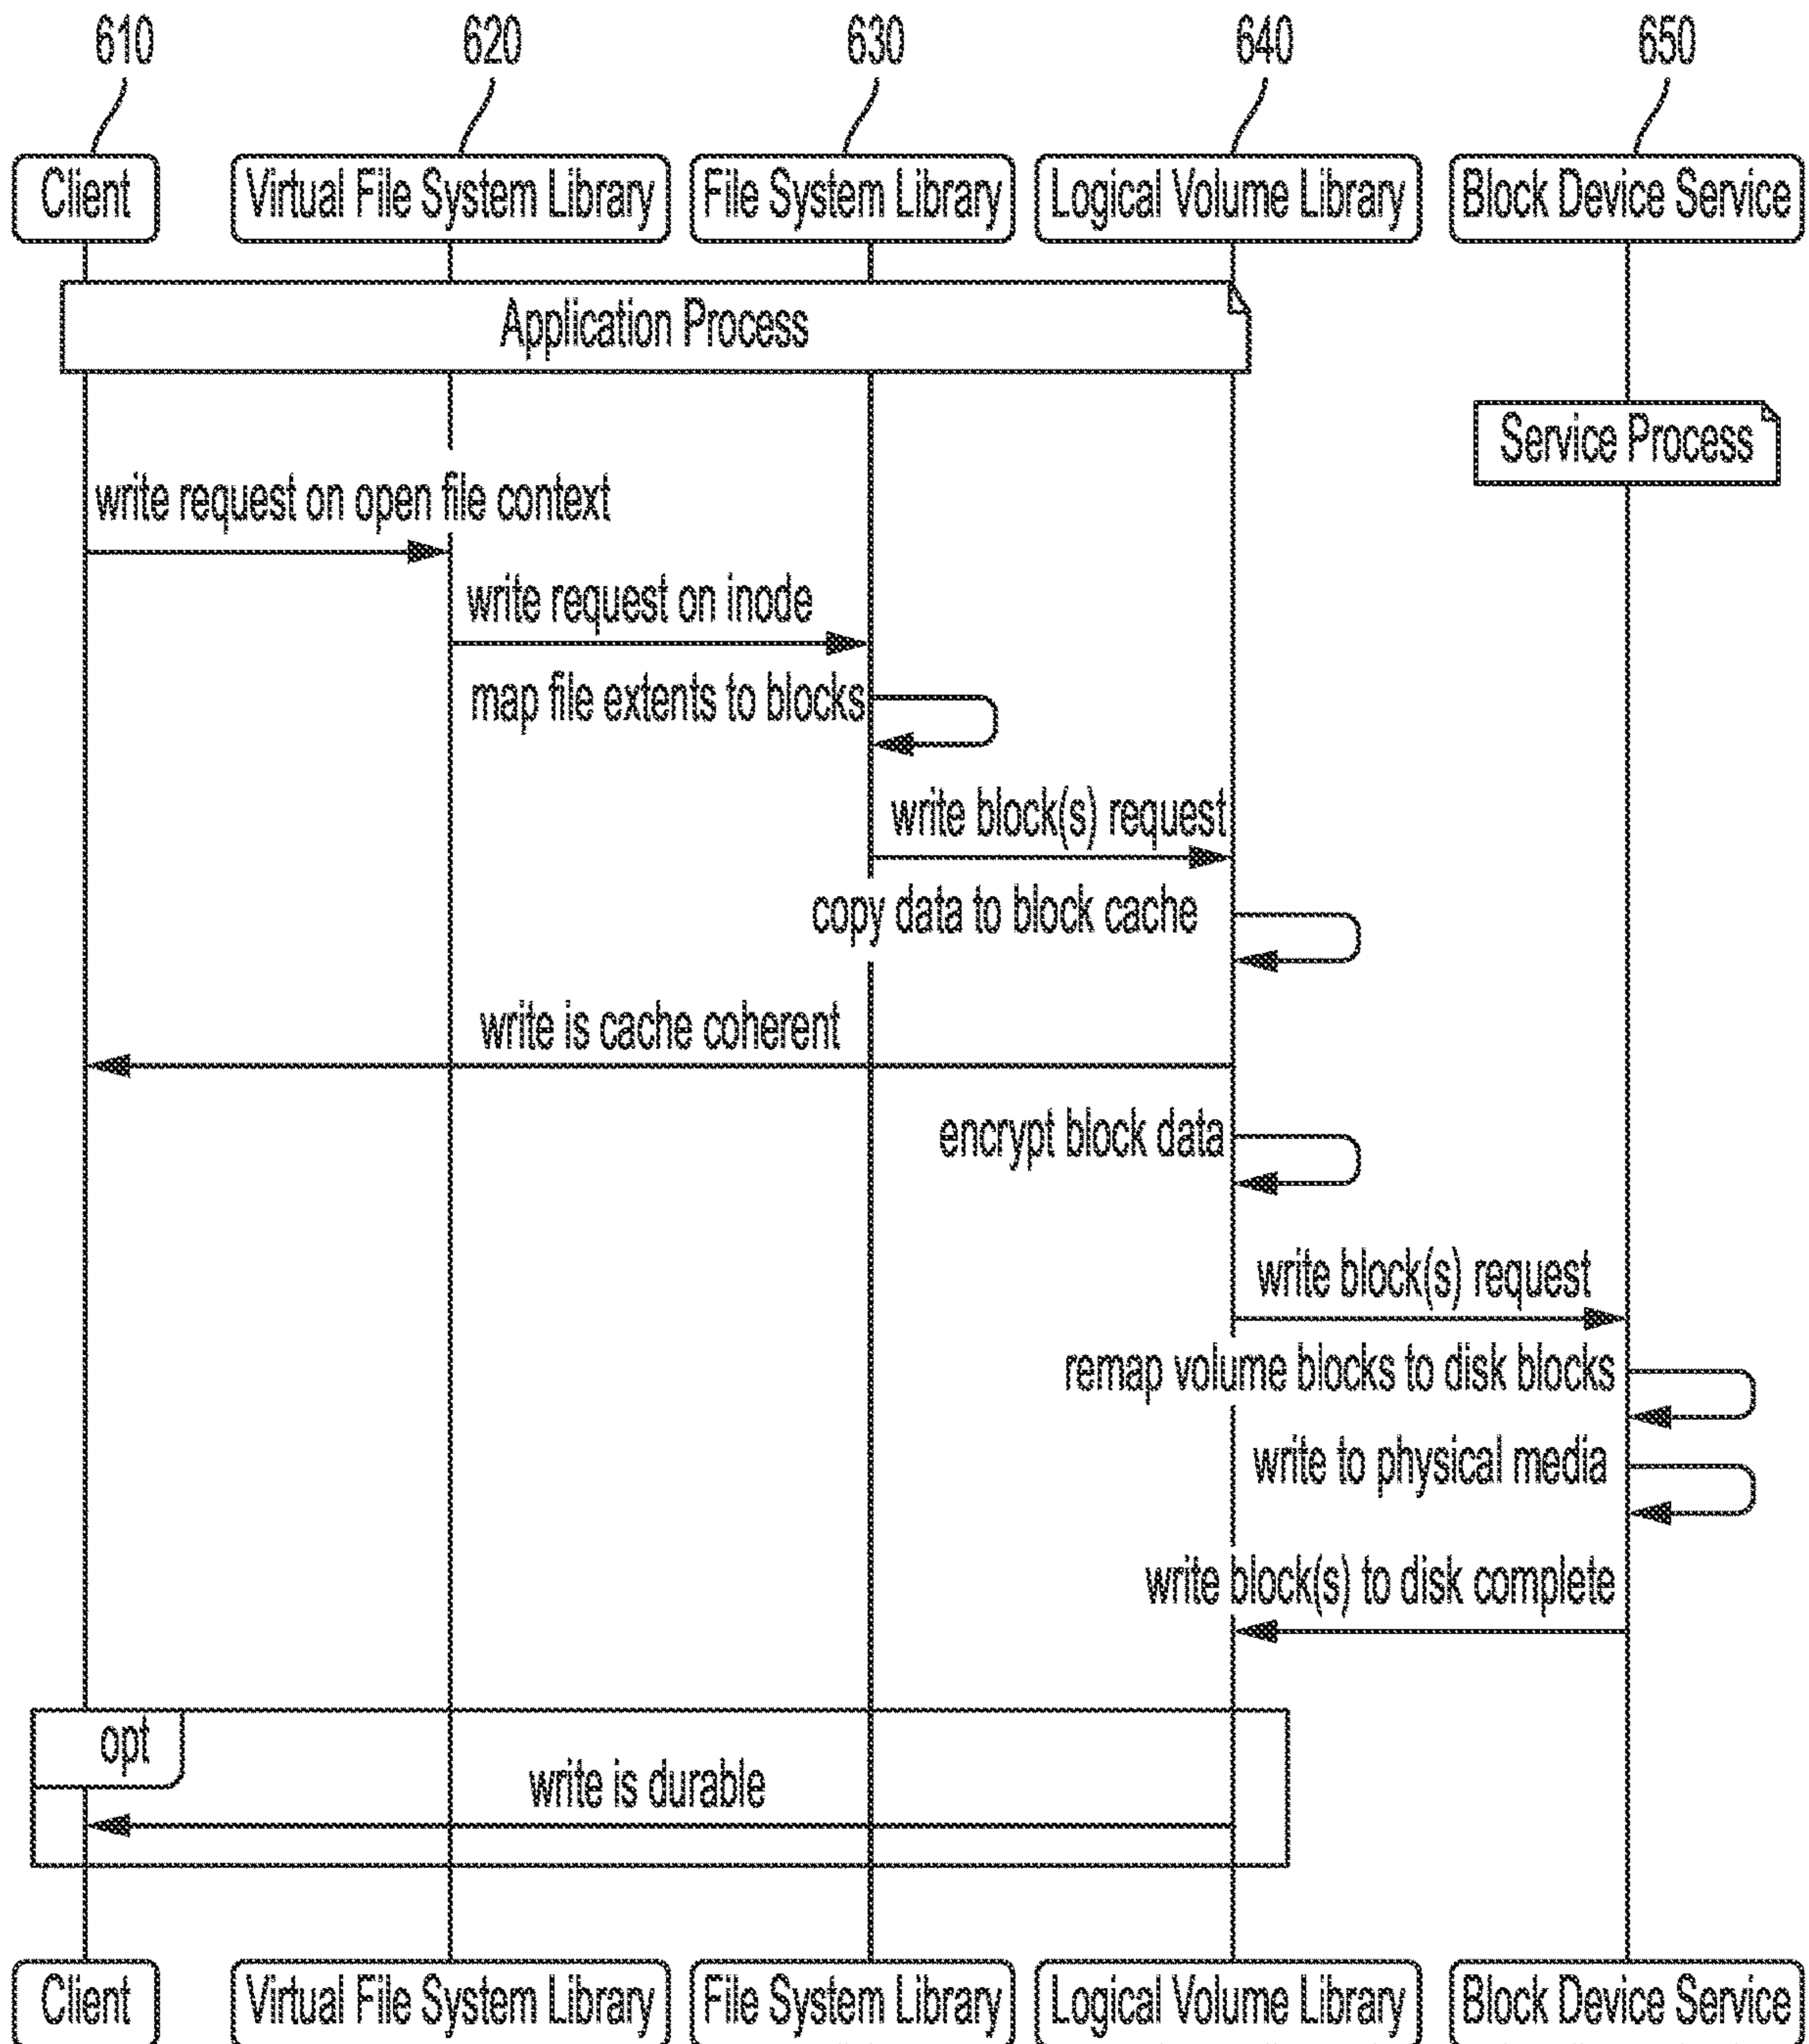 610
620
630
640
650
Client
Virtual File System Library
File System Library
Logical Volume Library
Block Device Service
Application Process
Service Process
write request on open file context
write request on inode
map file extents to blocks
write block(s) request
copy data to block cache
write is cache coherent
encrypt block data
write block(s) request
remap volume blocks to disk blocks
write to physical media
write block(s) to disk complete
opt
write is durable
Client
Virtual File System Library
File System Library
Logical Volume Library
Block Device Service